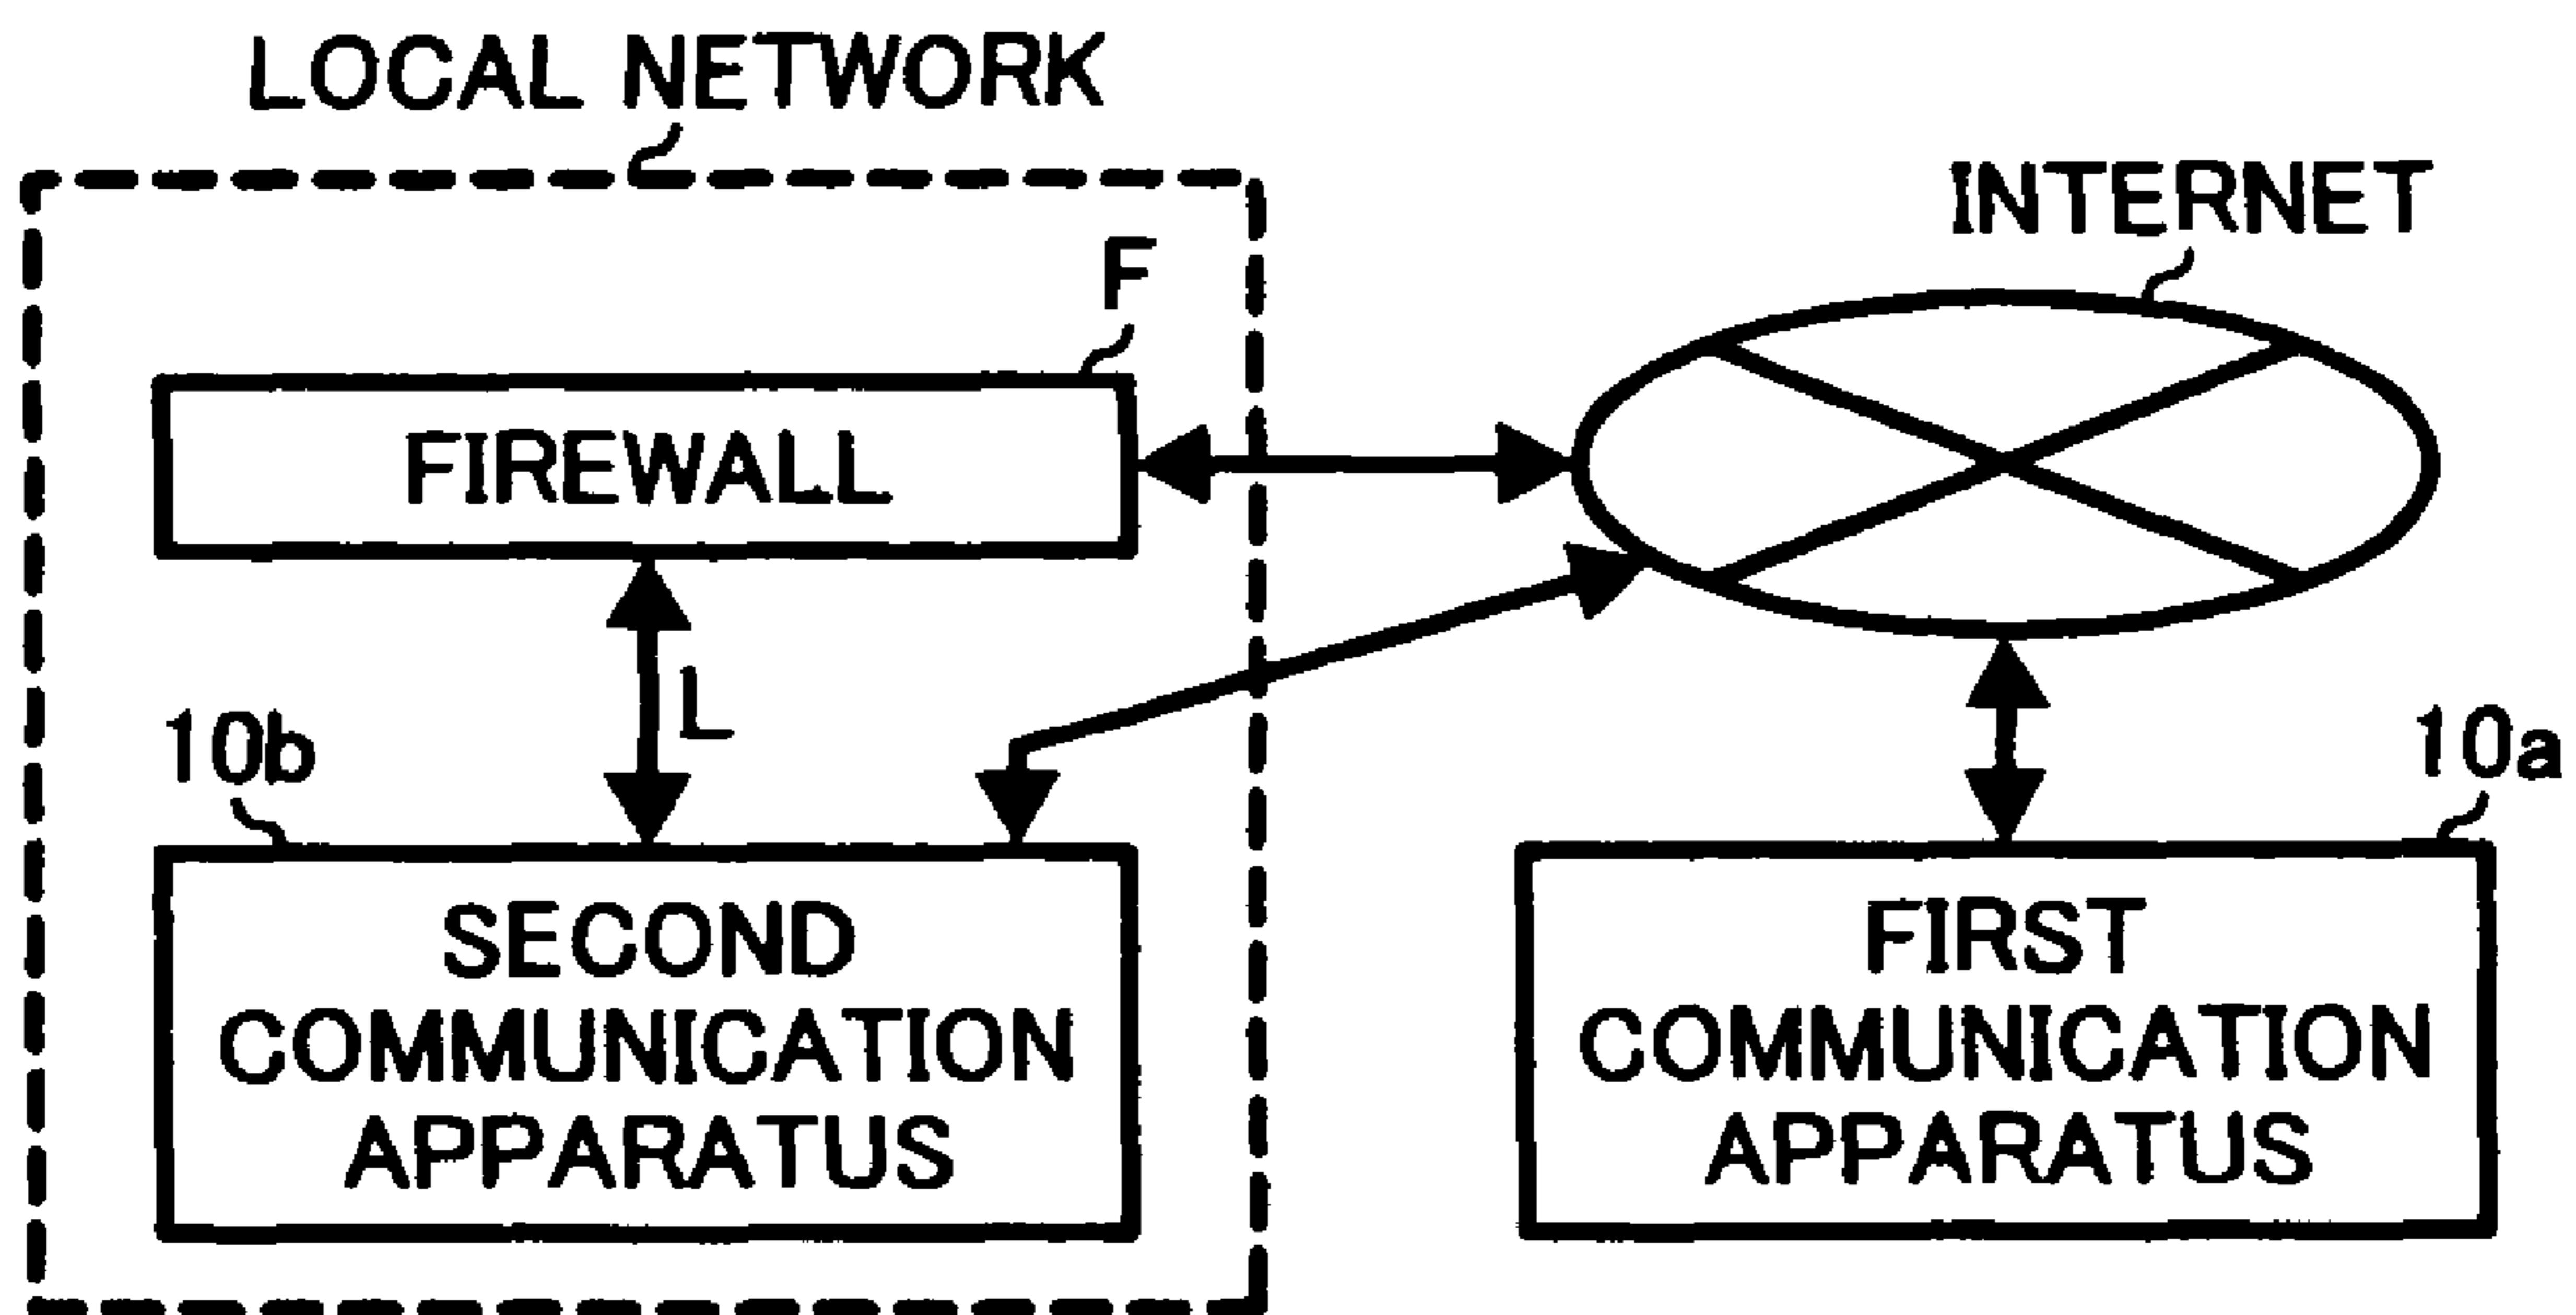 LOCAL NETWORK
INTERNET
F
FIREWALL
L
10b
10a
SECOND
COMMUNICATION
APPARATUS
FIRST
COMMUNICATION
APPARATUS